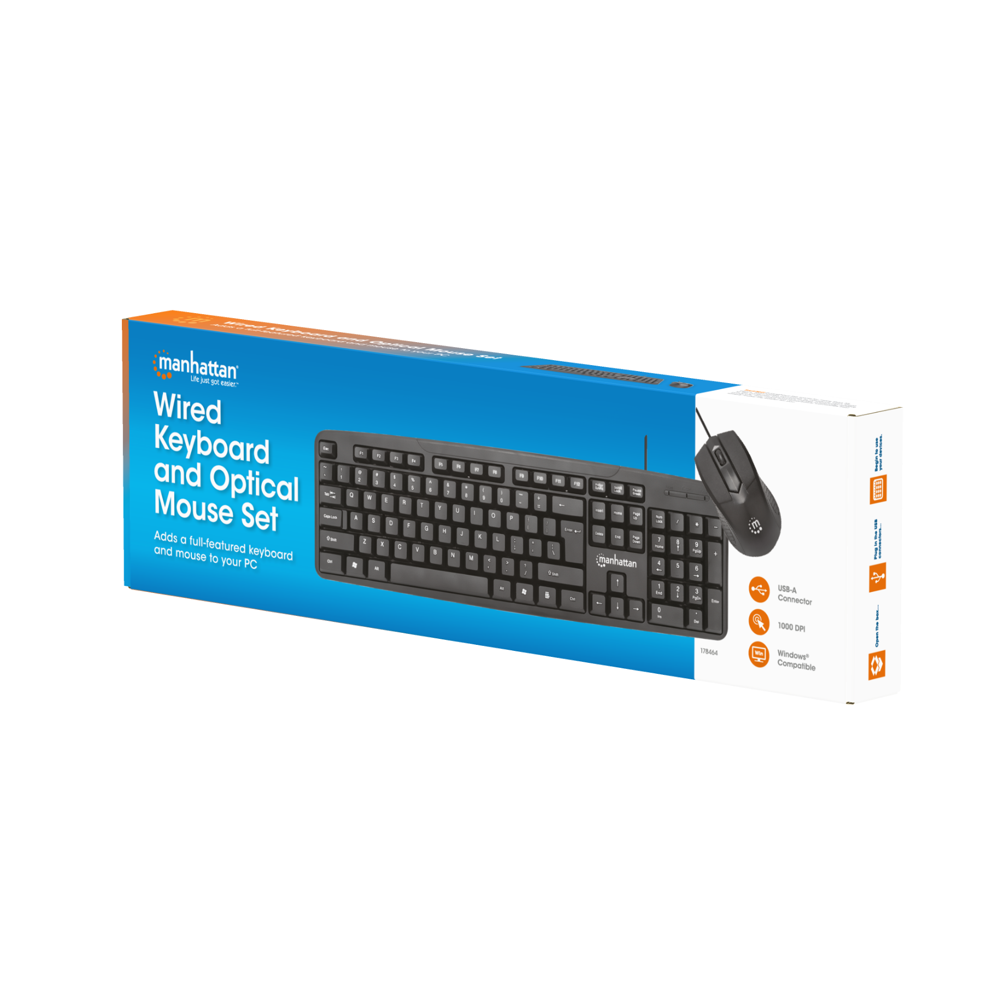 Wired Keyboard and Optical Mouse Set
Adds a full-featured keyboard and mouse to your PC
manhattan®
Life just got easier.™
Wired
Keyboard
and Optical
Mouse Set
Adds a full-featured keyboard
and mouse to your PC
Esc F1 F2 F3 F4 F5 F6 F7 F8 F9 F10 F11 F12
Scroll Lock
Pause Break
~ ! 1 @ 2 # 3 $ 4 % 5 ^ 6 & 7 * 8 ( 9 ) 0 _ - + = ←
Insert Home Page Up
Num Lock / * -
Tab Q W E R T Y U I O P
Enter
Delete End Page Down
7 Home 8 ↑ 9 PgUp +
Caps Lock A S D F G H J K L : ;
4 ← 5 6 →
⇧ Shift Z X C V B N M < , > . ? / ⇧ Shift
manhattan
↑
1 End 2 ↓ 3 PgDn Enter
Ctrl Alt Alt Ctrl
← ↓ →
0 Ins . Del
m
USB-A
Connector
1000 DPI
Win
Windows®
Compatible
178464
Open the box...
Plug in the USB
connectors...
Begin to use
your devices.